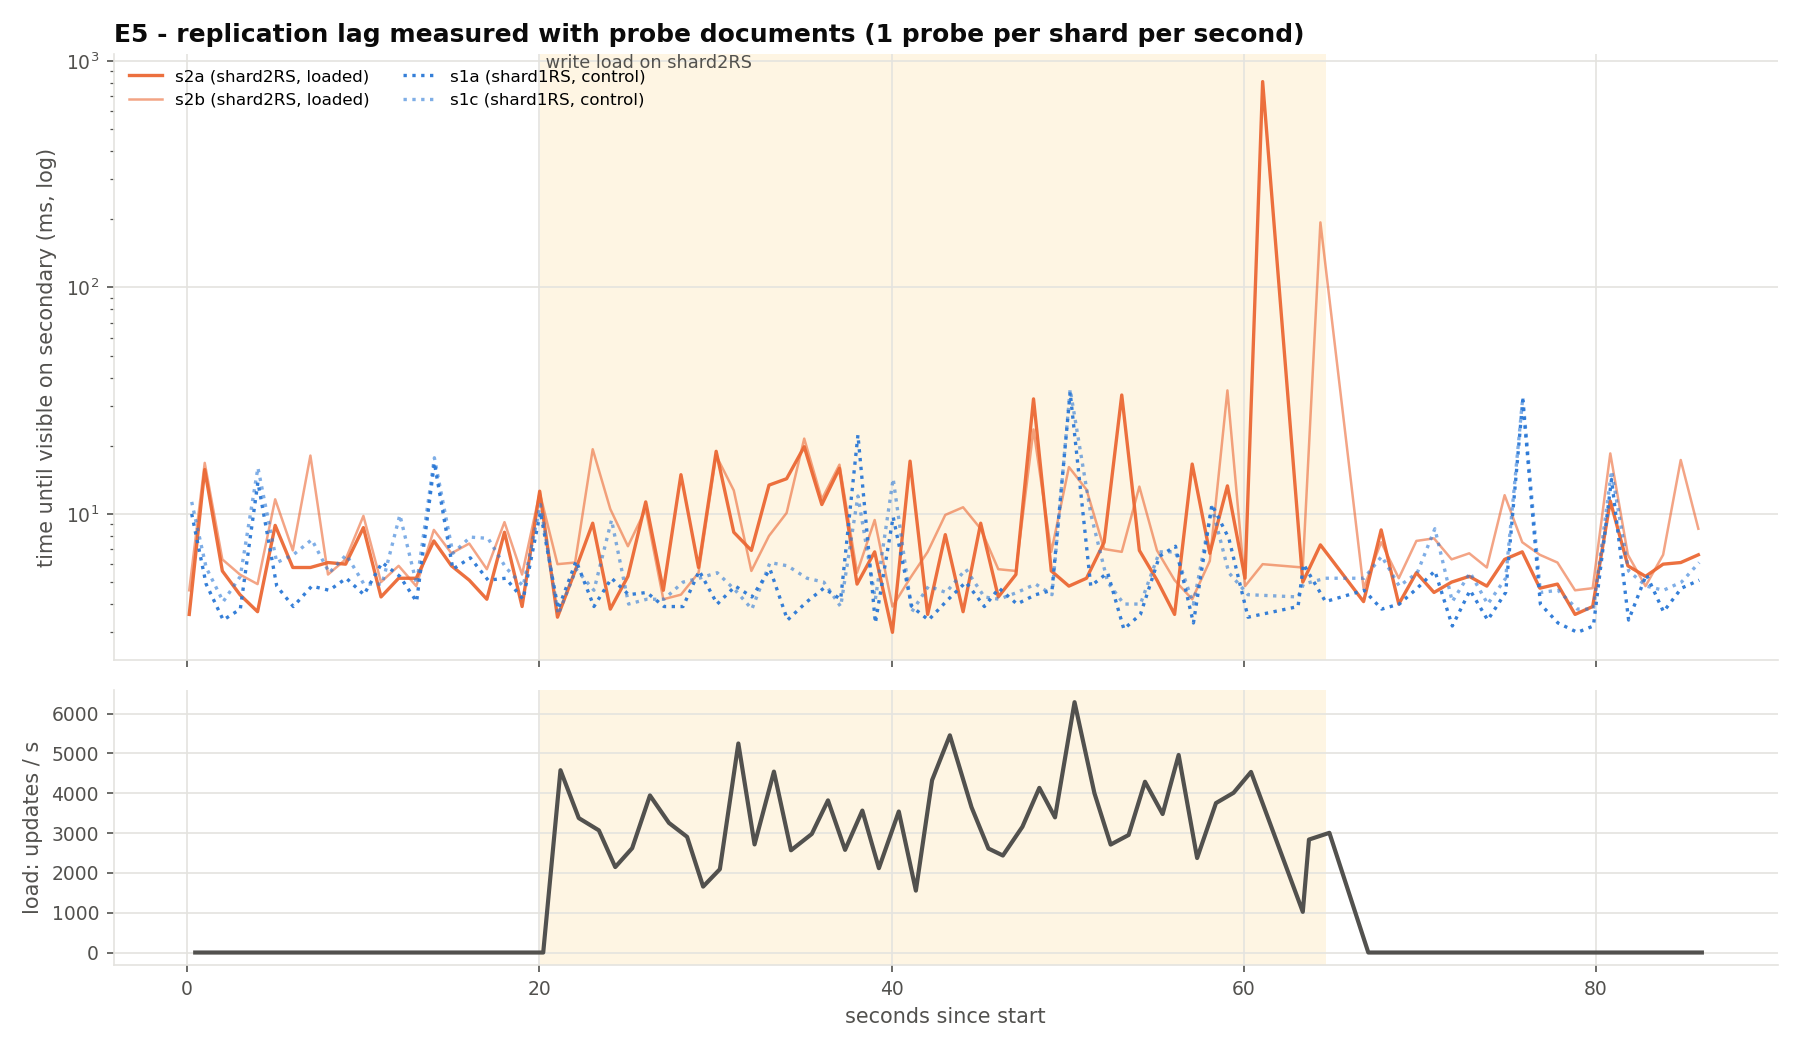 E5 - replication lag measured with probe documents (1 probe per shard per second)
write load on shard2RS
s2a (shard2RS, loaded)
s2b (shard2RS, loaded)
s1a (shard1RS, control)
s1c (shard1RS, control)
time until visible on secondary (ms, log)
10³
10²
10¹
load: updates / s
6000
5000
4000
3000
2000
1000
0
0 20 40 60 80
seconds since start